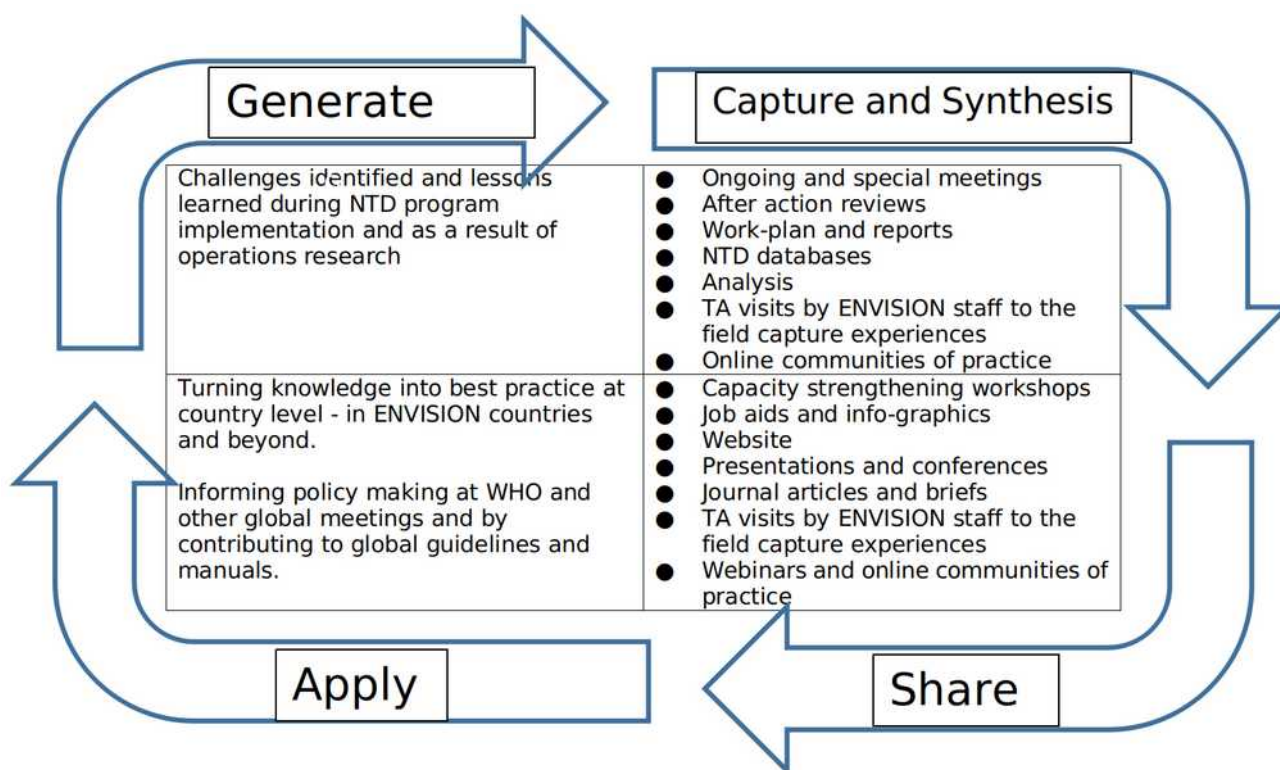 Generate
Capture and Synthesis
Challenges identified and lessons
learned during NTD program
implementation and as a result of
operations research
● Ongoing and special meetings
● After action reviews
● Work-plan and reports
● NTD databases
● Analysis
● TA visits by ENVISION staff to the
field capture experiences
● Online communities of practice
Turning knowledge into best practice at
country level - in ENVISION countries
and beyond.
Informing policy making at WHO and
other global meetings and by
contributing to global guidelines and
manuals.
● Capacity strengthening workshops
● Job aids and info-graphics
● Website
● Presentations and conferences
● Journal articles and briefs
● TA visits by ENVISION staff to the
field capture experiences
● Webinars and online communities of
practice
Apply
Share